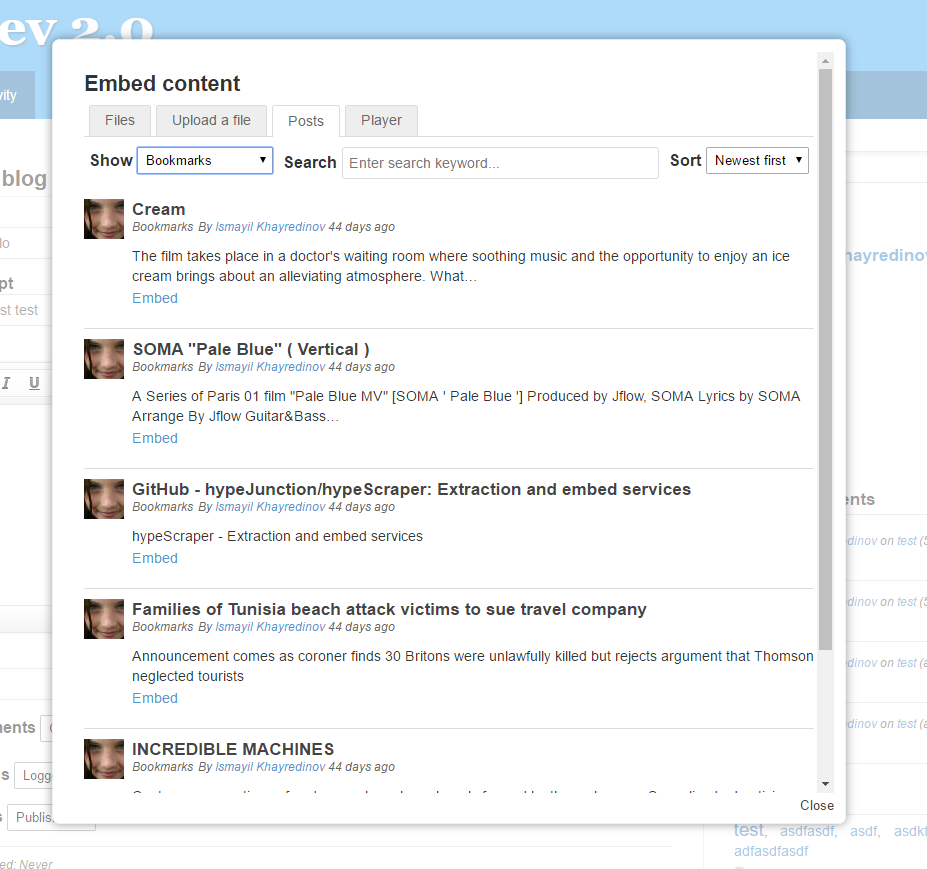 ev 2.0
vity
blog
lo
pt
st test
I U
Embed content
Files Upload a file Posts Player
Show Bookmarks Search Enter search keyword... Sort Newest first
Cream
Bookmarks By Ismayil Khayredinov 44 days ago
The film takes place in a doctor's waiting room where soothing music and the opportunity to enjoy an ice
cream brings about an alleviating atmosphere. What…
Embed
SOMA "Pale Blue" ( Vertical )
Bookmarks By Ismayil Khayredinov 44 days ago
A Series of Paris 01 film "Pale Blue MV" [SOMA ' Pale Blue '] Produced by Jflow, SOMA Lyrics by SOMA
Arrange By Jflow Guitar&Bass…
Embed
GitHub - hypeJunction/hypeScraper: Extraction and embed services
Bookmarks By Ismayil Khayredinov 44 days ago
hypeScraper - Extraction and embed services
Embed
Families of Tunisia beach attack victims to sue travel company
Bookmarks By Ismayil Khayredinov 44 days ago
Announcement comes as coroner finds 30 Britons were unlawfully killed but rejects argument that Thomson
neglected tourists
Embed
INCREDIBLE MACHINES
Bookmarks By Ismayil Khayredinov 44 days ago
Close
hayredinov
ents
edinov on test (5
edinov on test (5
edinov on test (a
edinov on test (a
ments
s Logge
s Publis
ed: Never
test, asdfasdf, asdf, asdkf
adfasdfasdf